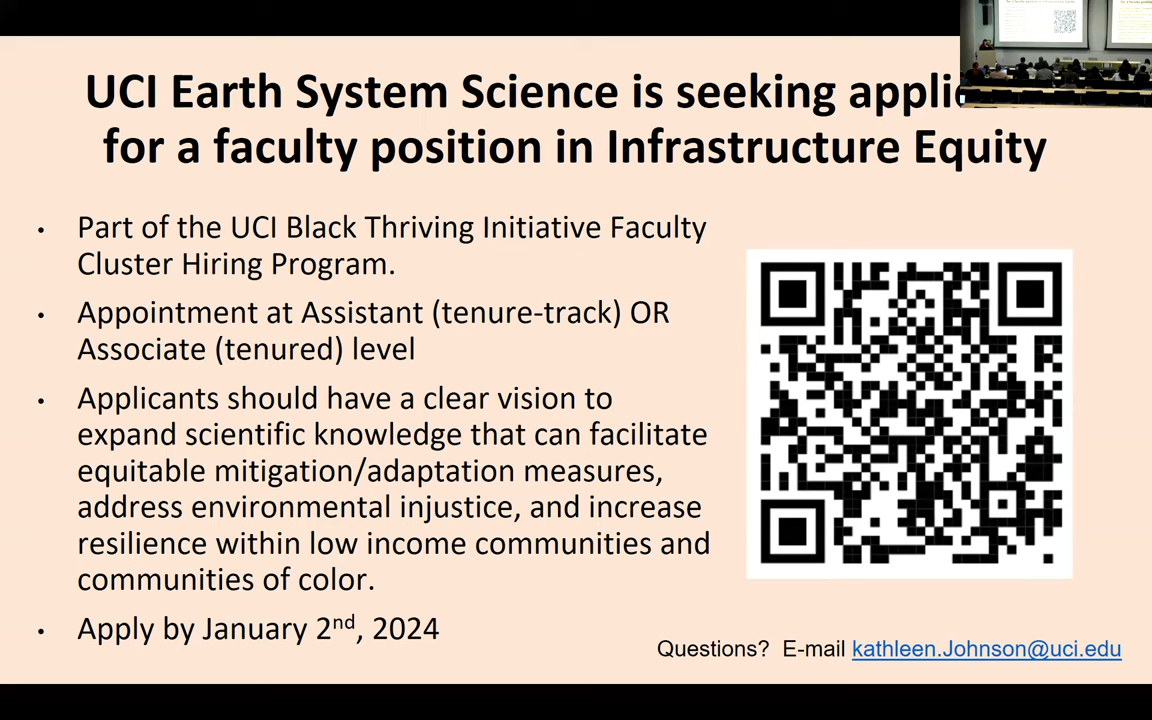 UCI Earth System Science is seeking
for a faculty position in Infrastructure Equity
• Part of the UCI Black Thriving Initiative Faculty
Cluster Hiring Program.
• Appointment at Assistant (tenure-track) OR
Associate (tenured) level
• Applicants should have a clear vision to
expand scientific knowledge that can facilitate
equitable mitigation/adaptation measures,
address environmental injustice, and increase
resilience within low income communities and
communities of color.
• Apply by January 2nd, 2024
Questions? E-mail kathleen.Johnson@uci.edu